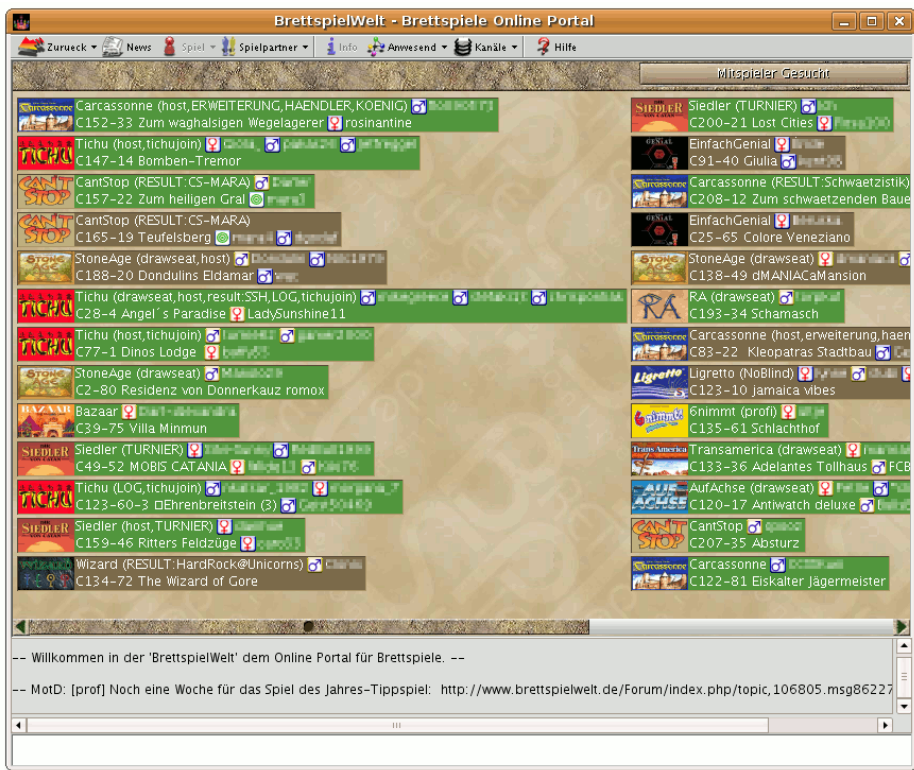 BrettspielWelt - Brettspiele Online Portal
Zurueck News Spiel Spielpartner Info Anwesend Kanäle Hilfe
Mitspieler Gesucht
Carcassonne (host,ERWEITERUNG,HAENDLER,KOENIG)
C152-33 Zum waghalsigen Wegelagerer rosinantine
Tichu (host,tichujoin)
C147-14 Bomben-Tremor
CantStop (RESULT:CS-MARA)
C157-22 Zum heiligen Gral
CantStop (RESULT:CS-MARA)
C165-19 Teufelsberg
StoneAge (drawseat,host)
C188-20 Dondulins Eldamar
Tichu (drawseat,host,result:SSH,LOG,tichujoin)
C28-4 Angel´s Paradise LadySunshine11
Tichu (host,tichujoin)
C77-1 Dinos Lodge
StoneAge (drawseat)
C2-80 Residenz von Donnerkauz romox
Bazaar
C39-75 Villa Minmun
Siedler (TURNIER)
C49-52 MOBIS CATANIA
Tichu (LOG,tichujoin)
C123-60-3 □Ehrenbreitstein (3)
Siedler (host,TURNIER)
C159-46 Ritters Feldzüge
Wizard (RESULT:HardRock@Unicorns)
C134-72 The Wizard of Gore
Siedler (TURNIER)
C200-21 Lost Cities
EinfachGenial
C91-40 Giulia
Carcassonne (RESULT:Schwaetzistik)
C208-12 Zum schwaetzenden Baue
EinfachGenial
C25-65 Colore Veneziano
StoneAge (drawseat)
C138-49 dMANIACaMansion
RA (drawseat)
C193-34 Schamasch
Carcassonne (host,erweiterung,haen
C83-22 Kleopatras Stadtbau
Ligretto (NoBlind)
C123-10 jamaica vibes
6nimmt (profi)
C135-61 Schlachthof
Transamerica (drawseat)
C133-36 Adelantes Tollhaus FCB
AufAchse (drawseat)
C120-17 Antiwatch deluxe
CantStop
C207-35 Absturz
Carcassonne
C122-81 Eiskalter Jägermeister
-- Willkommen in der 'BrettspielWelt' dem Online Portal für Brettspiele. --
-- MotD: [prof] Noch eine Woche für das Spiel des Jahres-Tippspiel: http://www.brettspielwelt.de/Forum/index.php/topic,106805.msg86227